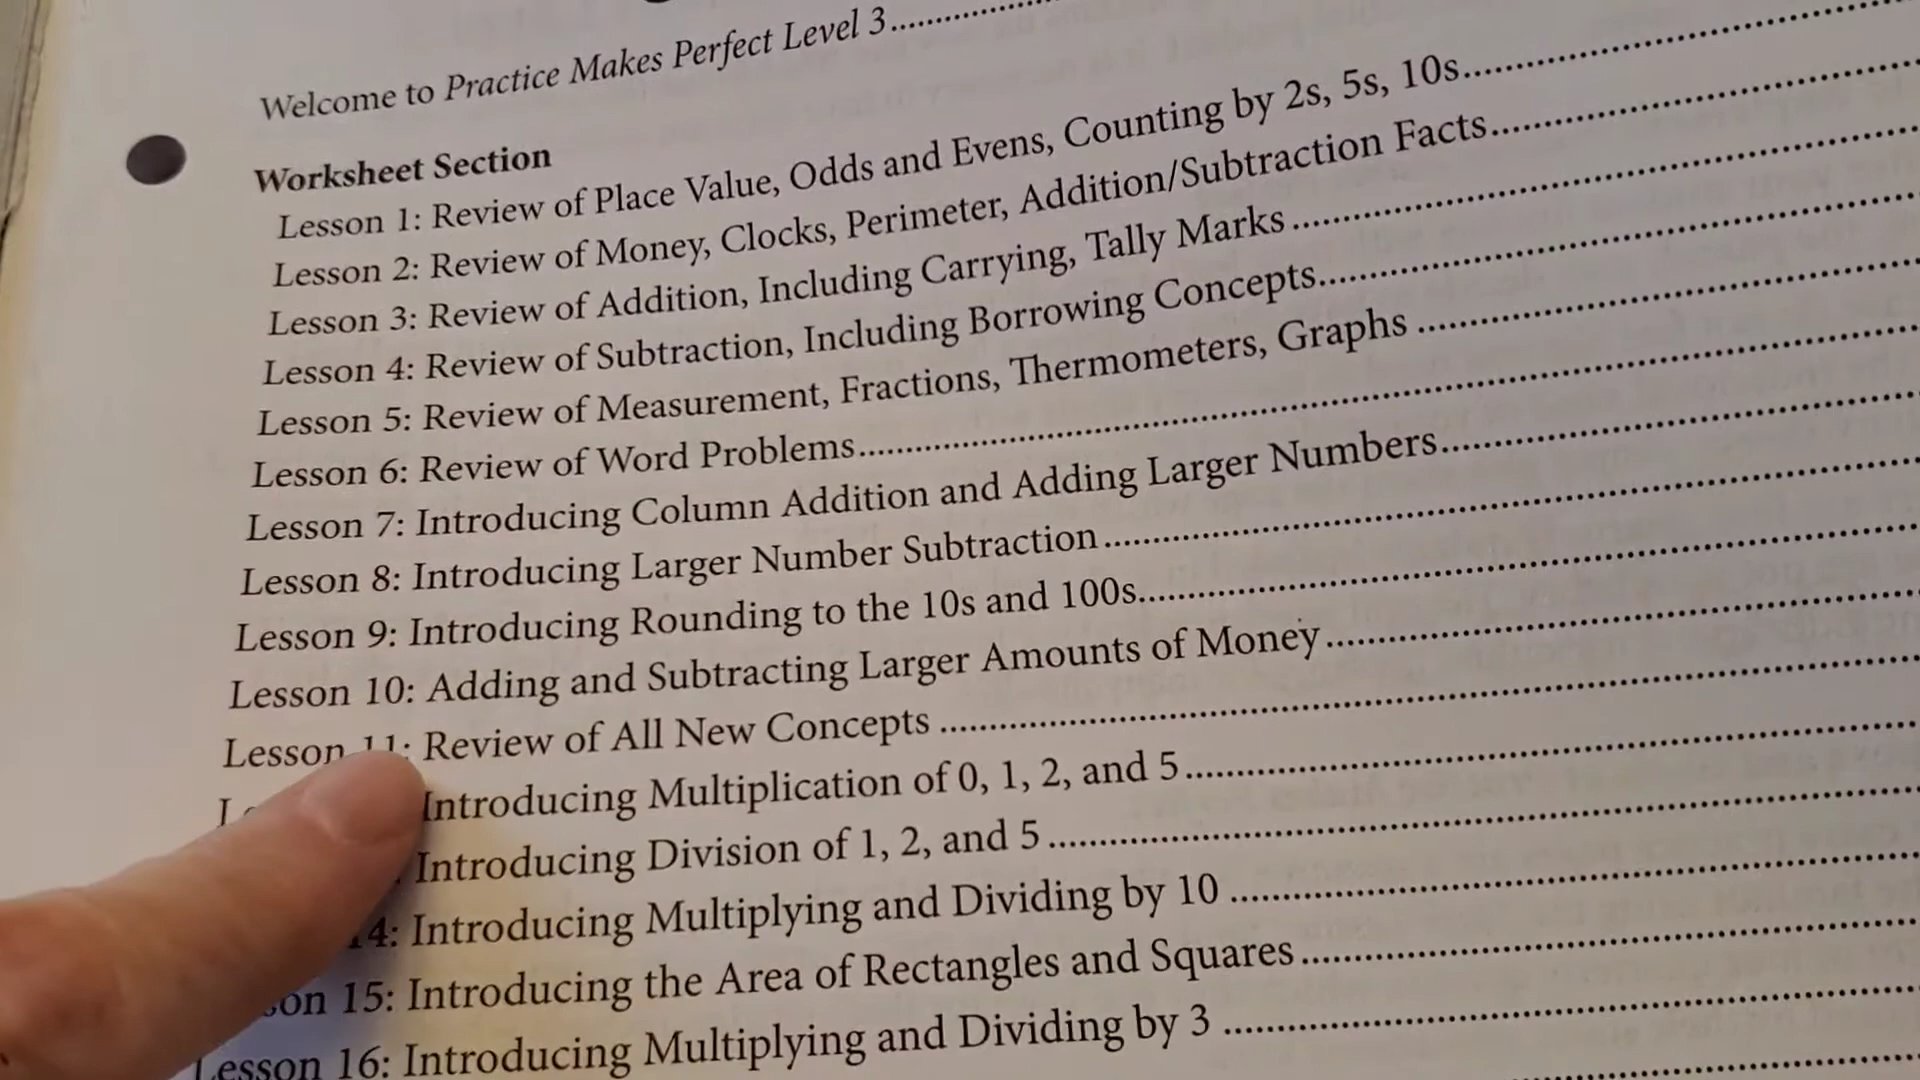 Welcome to Practice Makes Perfect Level 3
Worksheet Section
Lesson 1: Review of Place Value, Odds and Evens, Counting by 2s, 5s, 10s
Lesson 2: Review of Money, Clocks, Perimeter, Addition/Subtraction Facts
Lesson 3: Review of Addition, Including Carrying, Tally Marks
Lesson 4: Review of Subtraction, Including Borrowing Concepts
Lesson 5: Review of Measurement, Fractions, Thermometers, Graphs
Lesson 6: Review of Word Problems
Lesson 7: Introducing Column Addition and Adding Larger Numbers
Lesson 8: Introducing Larger Number Subtraction
Lesson 9: Introducing Rounding to the 10s and 100s
Lesson 10: Adding and Subtracting Larger Amounts of Money
Lesson 11: Review of All New Concepts
Introducing Multiplication of 0, 1, 2, and 5
Introducing Division of 1, 2, and 5
14: Introducing Multiplying and Dividing by 10
on 15: Introducing the Area of Rectangles and Squares
Lesson 16: Introducing Multiplying and Dividing by 3